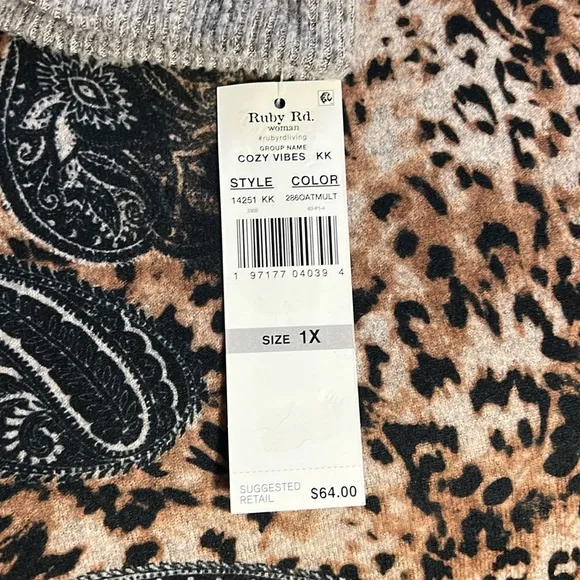 Ruby Rd.
woman
#rubyrdliving
GROUP NAME
COZY VIBES KK
STYLE COLOR
14251 KK 286OATMULT
1 97177 04039 4
SIZE 1X
SUGGESTED
RETAIL $64.00